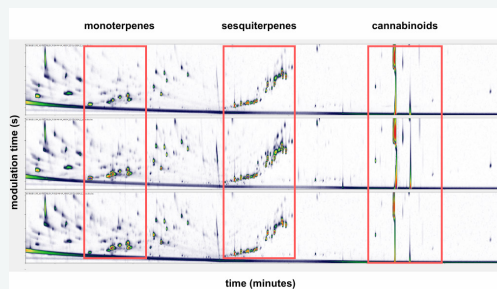 monoterpenes sesquiterpenes cannabinoids
modulation time (s)
time (minutes)